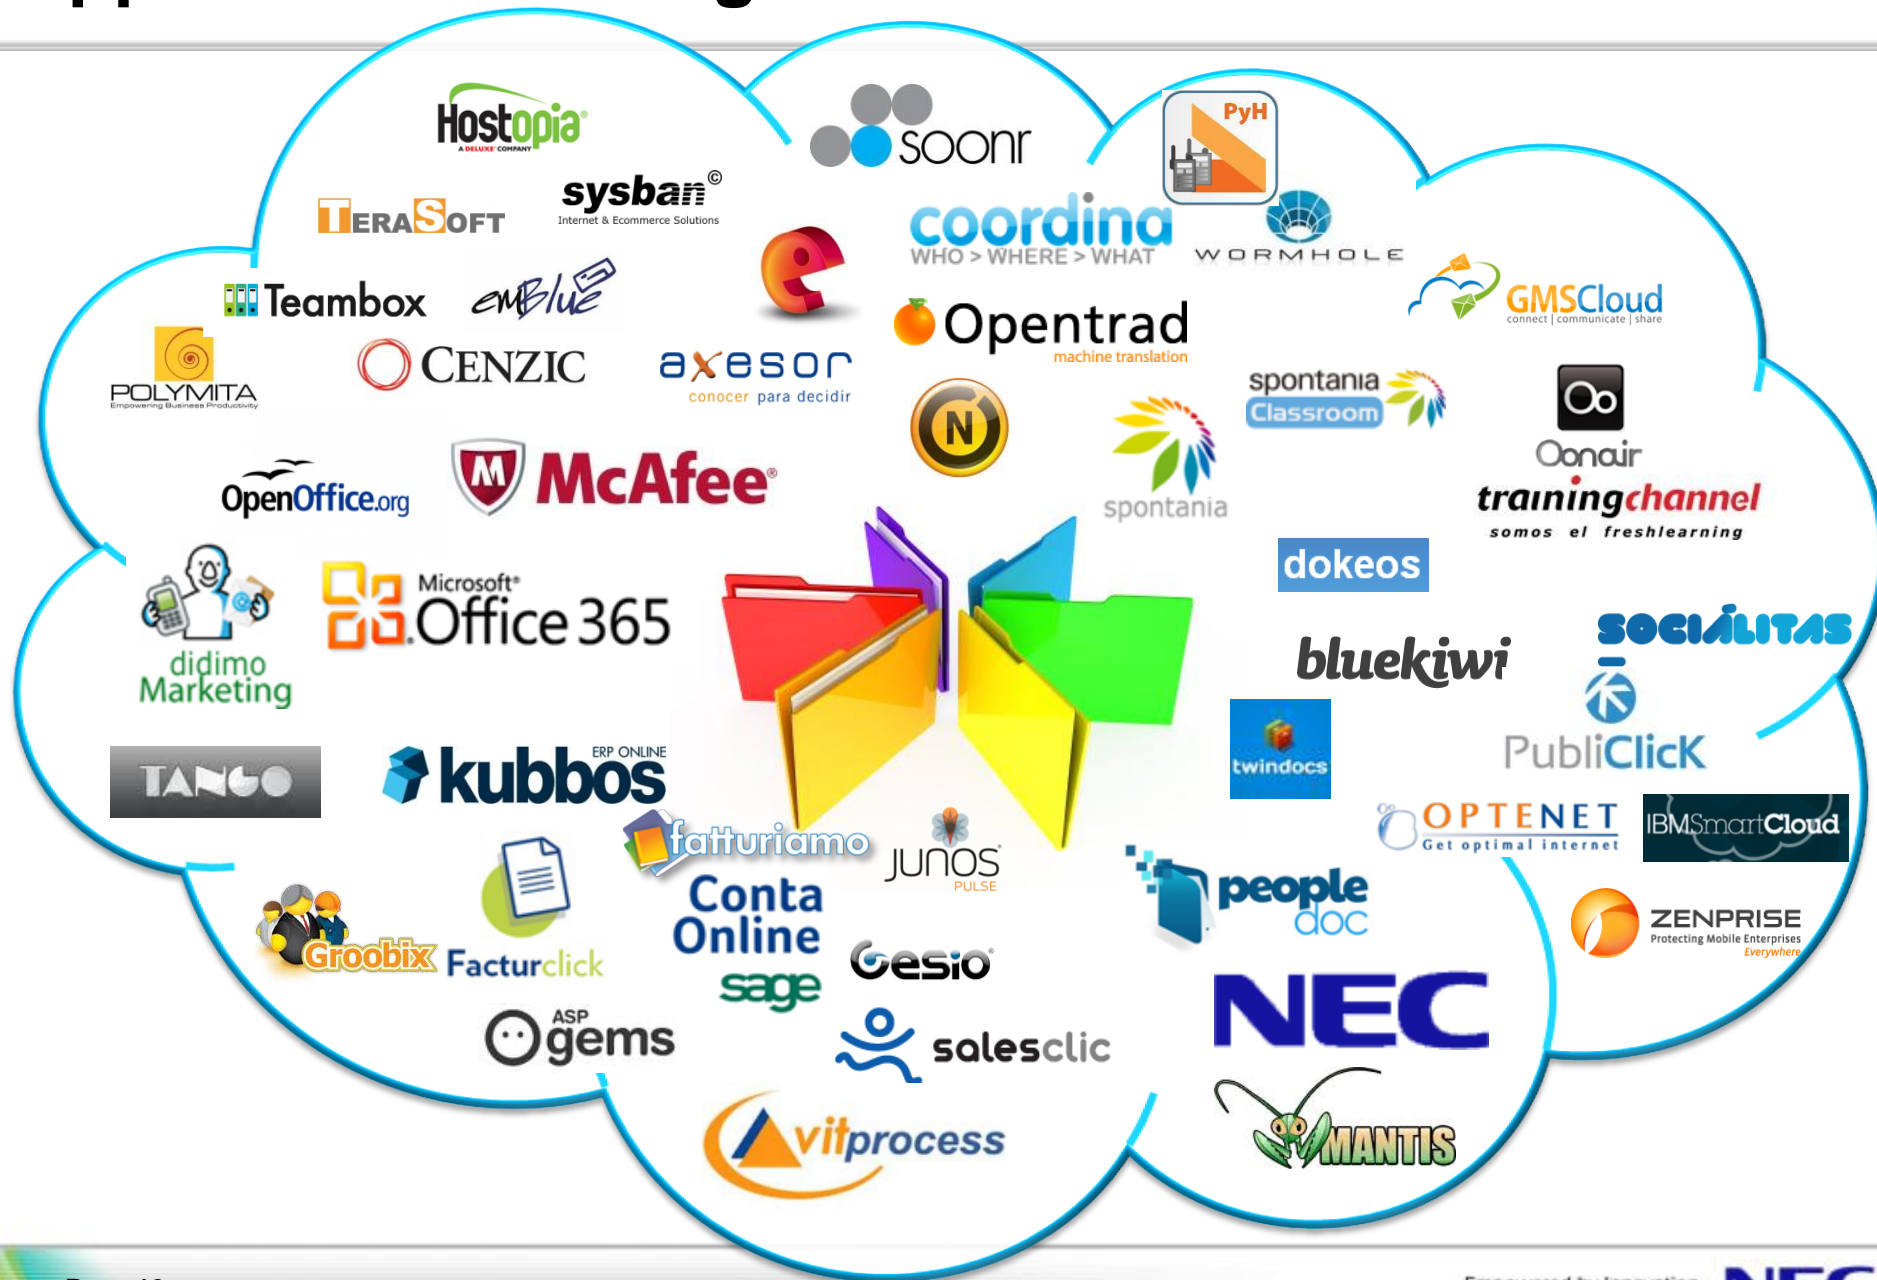 Hostopia®
A DELUXE COMPANY
soonr
PyH
TERASOFT
sysban©
Internet & Ecommerce Solutions
e
coordina
WHO > WHERE > WHAT
WORMHOLE
Teambox
emBlue
Opentrad
machine translation
GMSCloud
connect | communicate | share
POLYMITA
Empowering Business Productivity
CENZIC
axesor
conocer para decidir
N
spontania
Classroom
Oo
Oonair
OpenOffice.org
M
McAfee®
spontania
trainingchannel
somos el freshlearning
dokeos
didimo
Marketing
Microsoft®
Office 365
SOCIÁLITAS
bluekiwi
twindocs
PubliClicK
TANGO
kubbos
ERP ONLINE
fatturiamo
JUNOS
PULSE
OPTENET
Get optimal internet
IBMSmartCloud
people
doc
Groobix
Facturclick
Conta
Online
sage
Gesio
ZENPRISE
Protecting Mobile Enterprises
Everywhere
ASP
gems
salesclic
NEC
Avitprocess
MANTIS
NEC